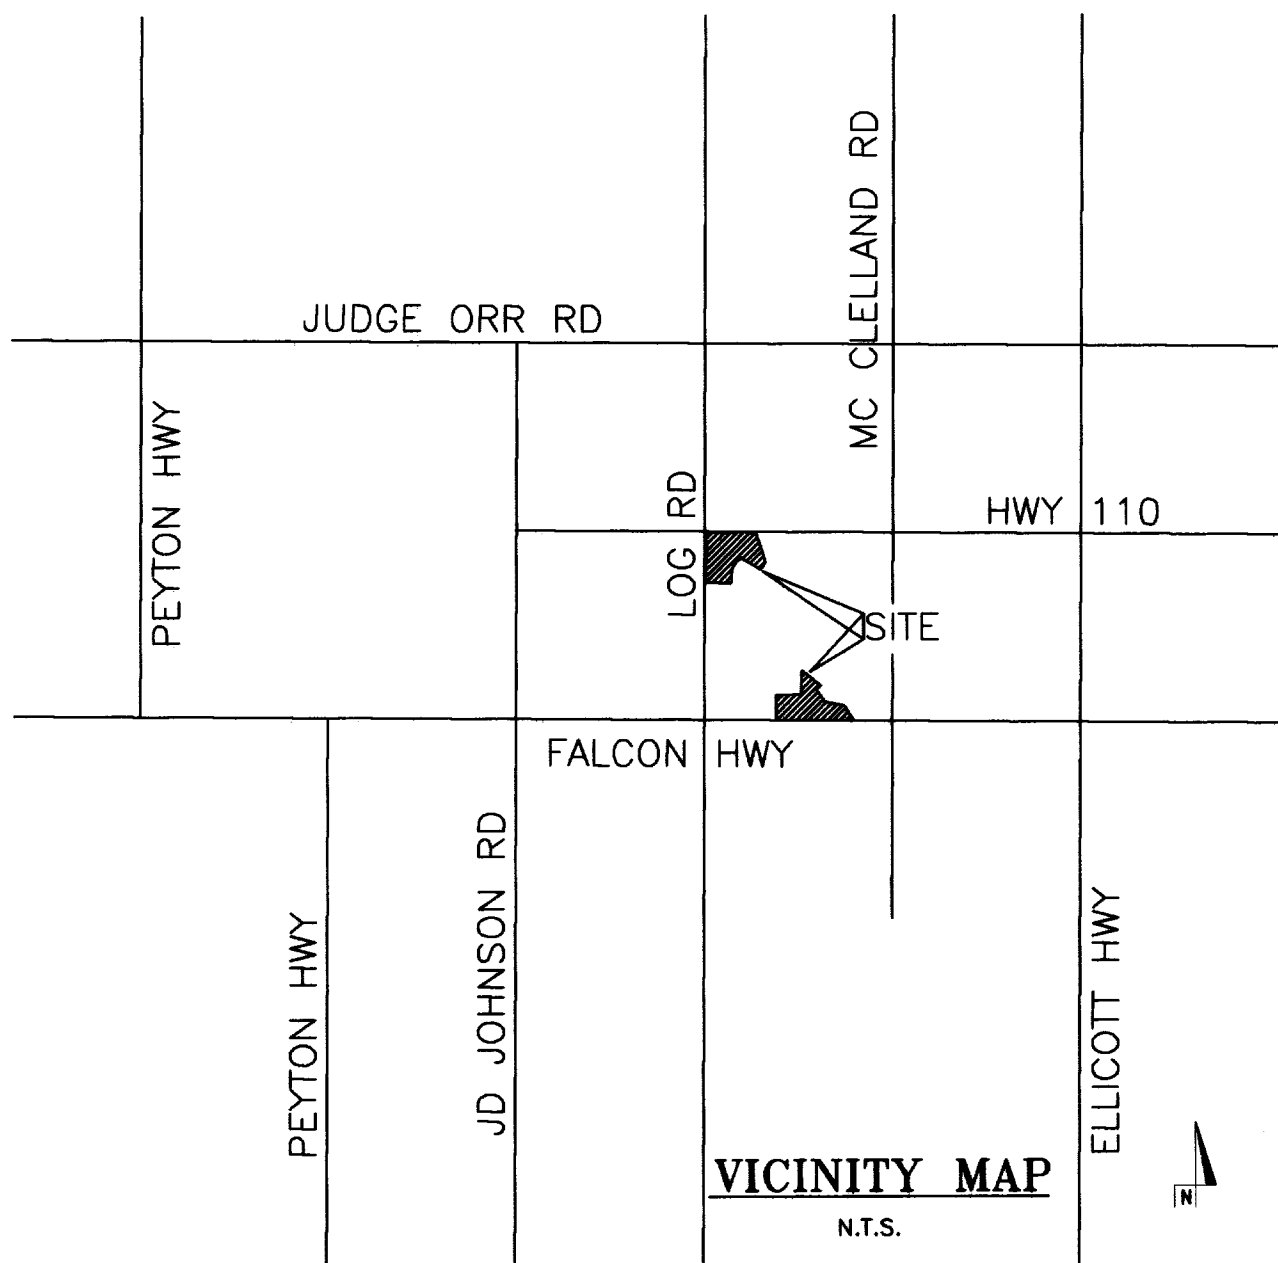 MC CLELLAND RD
JUDGE ORR RD
PEYTON HWY
LOG RD
HWY 110
SITE
FALCON HWY
JD JOHNSON RD
PEYTON HWY
ELLICOTT HWY
VICINITY MAP
N.T.S.
N